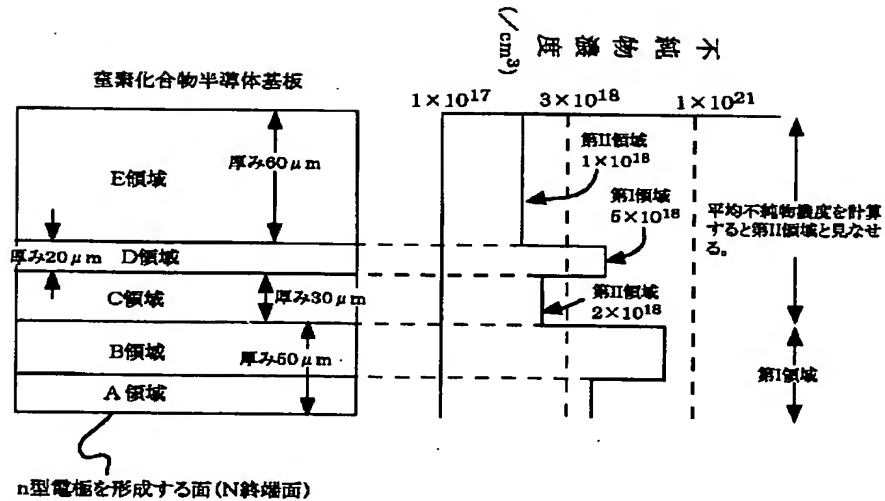 不純物濃度
(/cm³)
窒素化合物半導体基板
1×10¹⁷
3×10¹⁸
1×10²¹
E領域
厚み60μm
第II領域
1×10¹⁸
第I領域
5×10¹⁸
平均不純物濃度を計算
すると第II領域と見なせ
る。
厚み20μm
D領域
C領域
厚み30μm
第II領域
2×10¹⁸
B領域
厚み50μm
第I領域
A領域
n型電極を形成する面(N終端面)